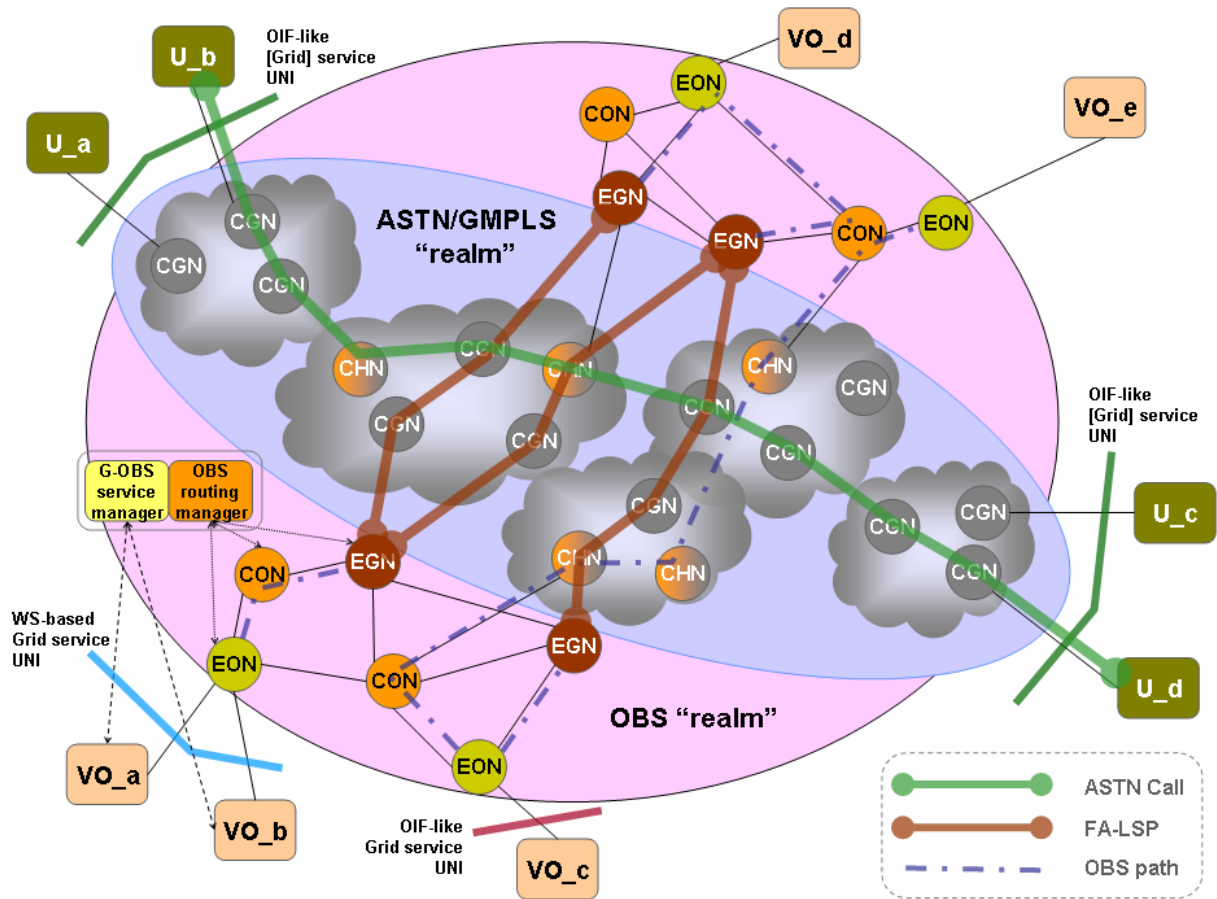 OIF-like
[Grid] service
UNI
U_b
VO_d
EON
VO_e
CON
U_a
EGN
CGN
ASTN/GMPLS
"realm"
EGN
CON
EON
CGN
CGN
CGN
CHN
CHN
CHN
CGN
CGN
OIF-like
[Grid] service
UNI
CGN
CGN
CGN
G-OBS
service
manager
OBS
routing
manager
CGN
CGN
CGN
U_c
CON
EGN
CHN
CHN
CGN
WS-based
Grid service
UNI
EON
CON
EGN
U_d
OBS "realm"
VO_a
EON
VO_b
OIF-like
Grid service
UNI
VO_c
ASTN Call
FA-LSP
OBS path